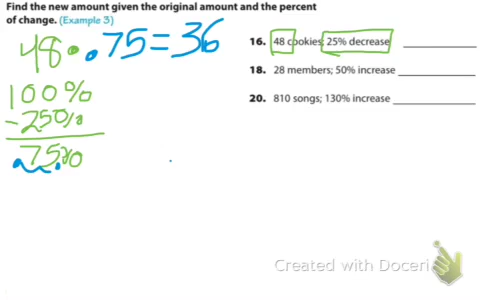 Find the new amount given the original amount and the percent
of change. (Example 3)
48 • .75 = 36
100%
-25%
75%
16. 48 cookies; 25% decrease
18. 28 members; 50% increase
20. 810 songs; 130% increase
Created with Doceri